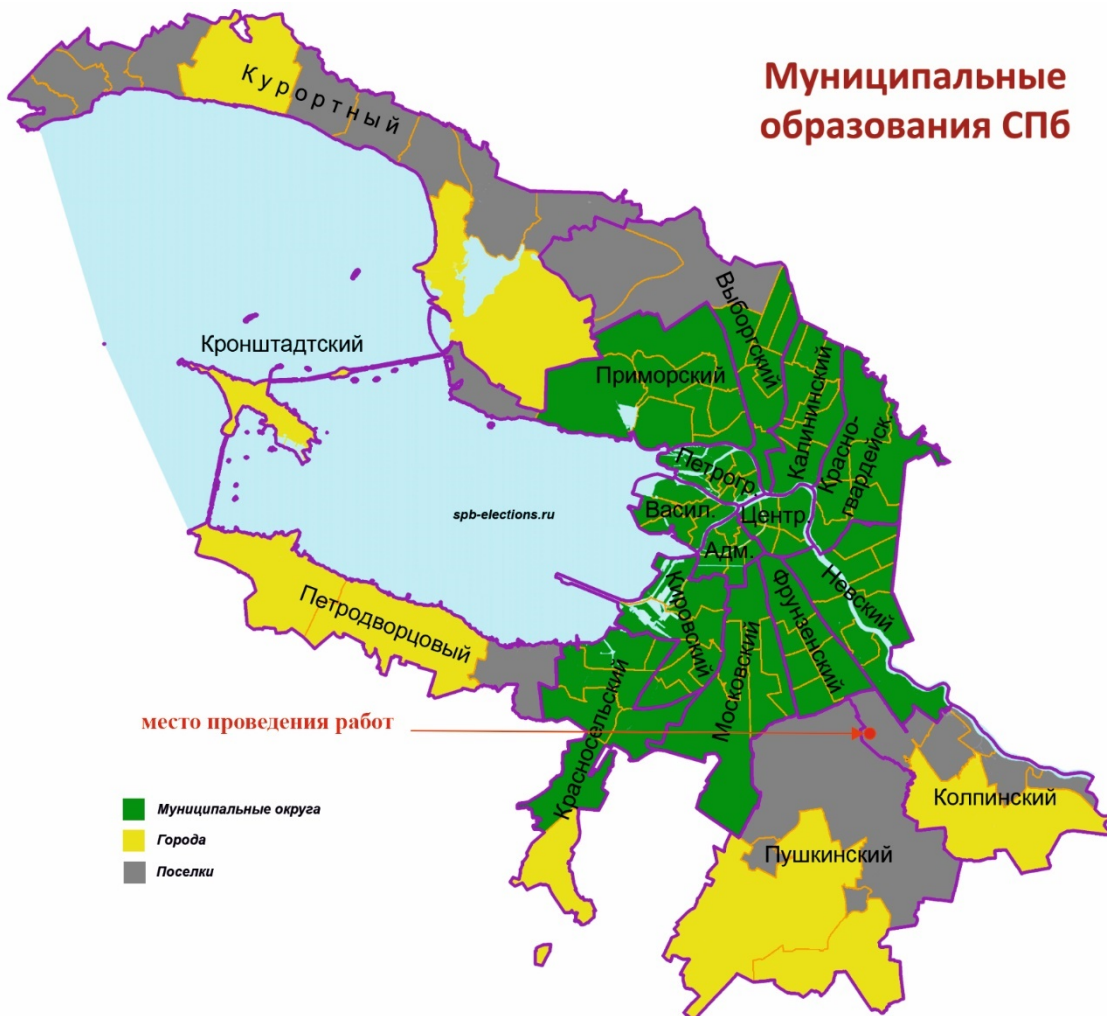 Муниципальные
образования СПб
Курортный
Выборгский
Кронштадтский
Приморский
Калининский
Красно-
гвардейск.
Петрогр.
Васил.
Центр.
spb-elections.ru
Адм.
Невский
Кировский
Фрунзенский
Петродворцовый
Московский
Красносельский
место проведения работ
Колпинский
Пушкинский
Муниципальные округа
Города
Поселки